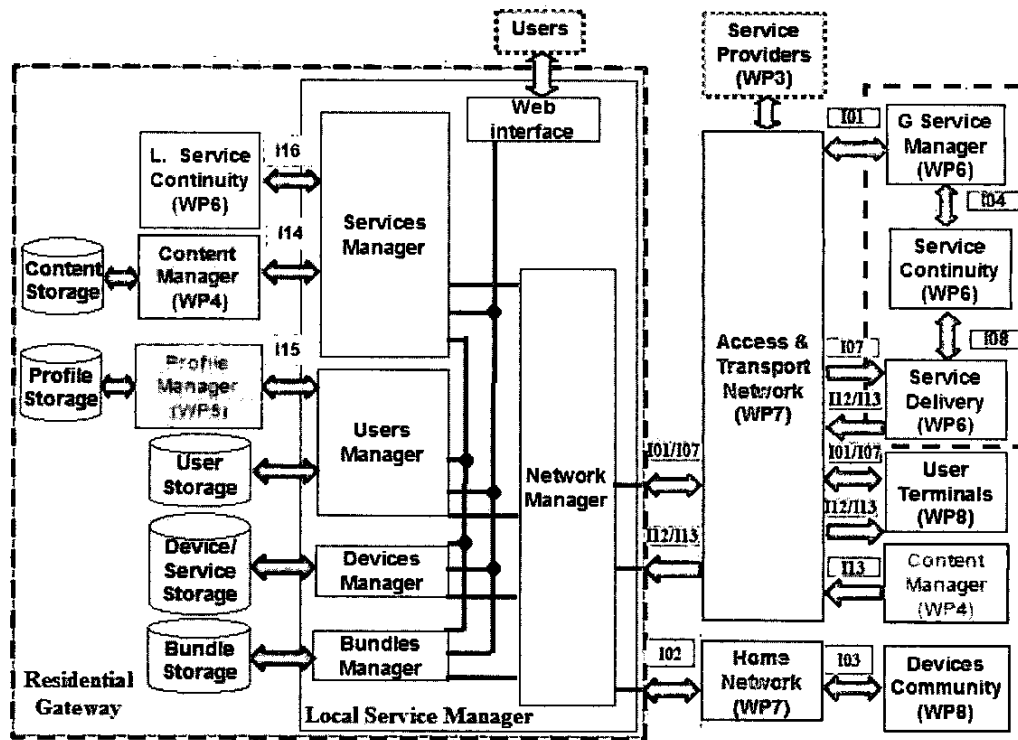 Users
Service
Providers
(WP3)
Web
interface
I01
G Service
Manager
(WP6)
L. Service
Continuity
(WP6)
I16
Services
Manager
I04
Content
Storage
Content
Manager
(WP4)
I14
Service
Continuity
(WP6)
Profile
Storage
Profile
Manager
(WP5)
I15
Access &
Transport
Network
(WP7)
I08
I07
Service
Delivery
(WP6)
I12/I13
Users
Manager
User
Storage
Network
Manager
I01/I07
I01/I07
User
Terminals
(WP8)
I12/I13
I12/I13
Device/
Service
Storage
Devices
Manager
I13
Content
Manager
(WP4)
Bundle
Storage
Bundles
Manager
I02
Home
Network
(WP7)
I03
Devices
Community
(WP8)
Residential
Gateway
Local Service Manager